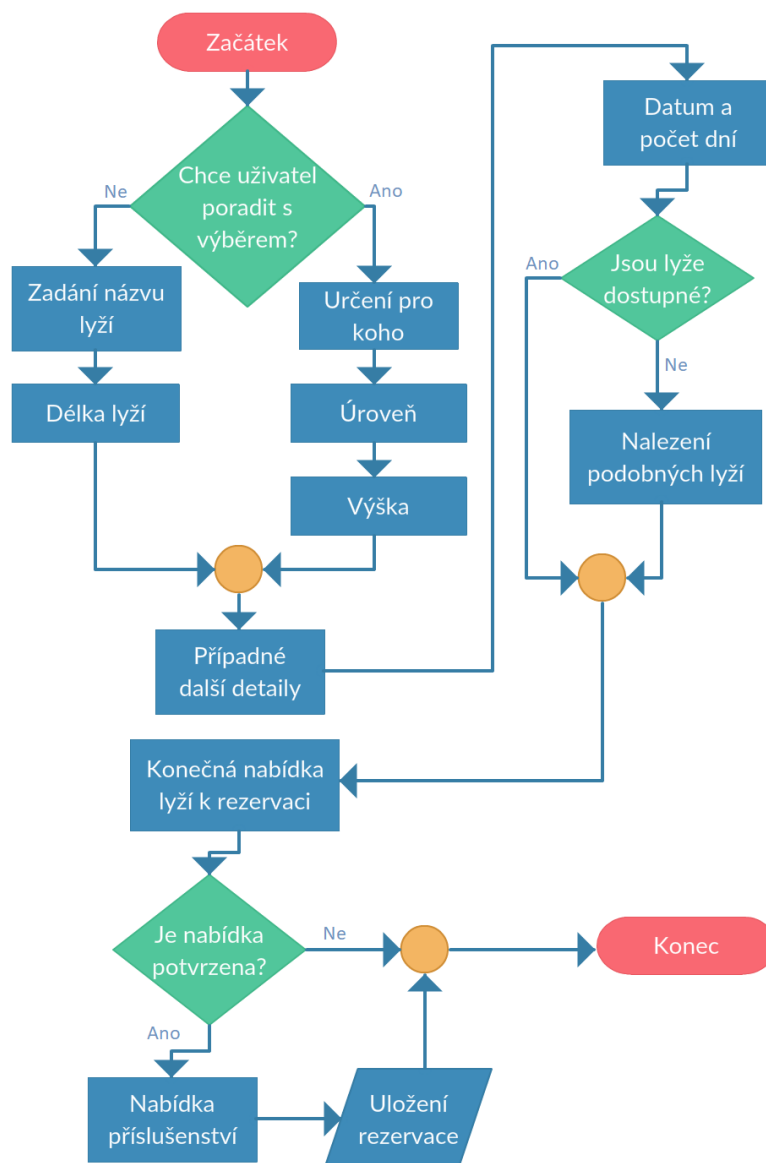 Začátek
Chce uživatel
poradit s
výběrem?
Ne
Ano
Zadání názvu
lyží
Délka lyží
Určení pro
koho
Úroveň
Výška
Případné
další detaily
Datum a
počet dní
Jsou lyže
dostupné?
Ano
Ne
Nalezení
podobných lyží
Konečná nabídka
lyží k rezervaci
Je nabídka
potvrzena?
Ne
Ano
Konec
Nabídka
příslušenství
Uložení
rezervace